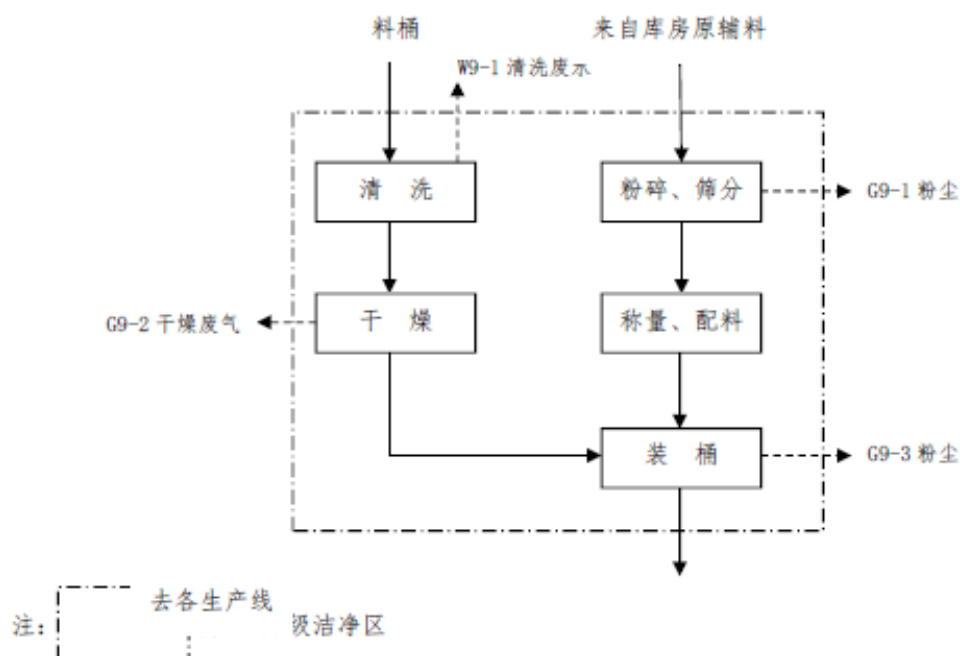 料桶
来自库房原辅料
W9-1 清洗废示
清 洗
粉碎、筛分
G9-1 粉尘
干 燥
G9-2 干燥废气
称量、配料
装 桶
G9-3 粉尘
去各生产线
注：
级洁净区